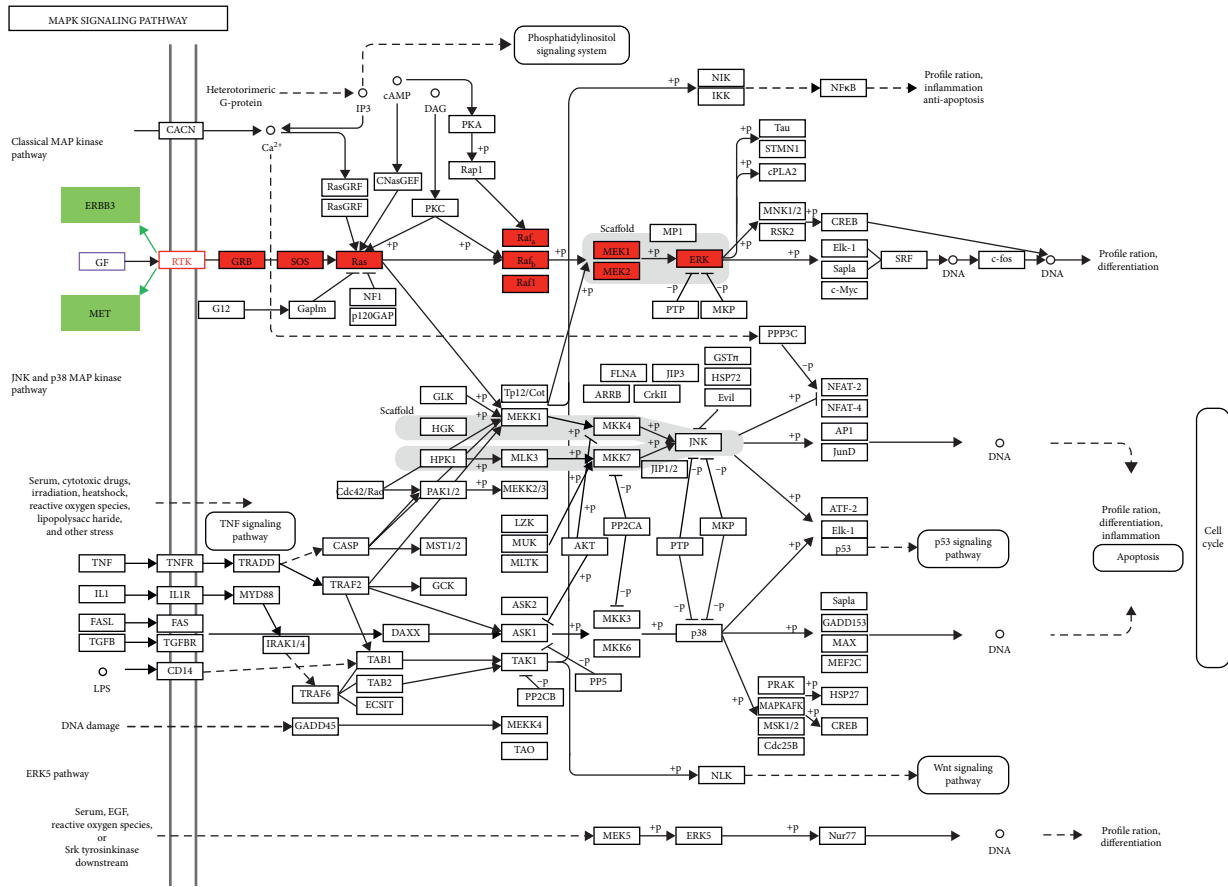 MAPK SIGNALING PATHWAY
Phosphatidylinositol
signaling system
Heterotorimeric
G-protein
IP3
cAMP
DAG
+p
NIK
IKK
NFκB
Profile ration,
inflammation
anti-apoptosis
Classical MAP kinase
pathway
CACN
Ca2+
PKA
+p
Rap1
+p
Tau
STMN1
+p
cPLA2
RasGRF
RasGRF
CNasGEF
PKC
ERBB3
GF
RTK
GRB
SOS
Ras
+p
+p
Rafa
Rafb
Raf1
+p
Scaffold
MEK1
MEK2
+p
MP1
ERK
+p
MNK1/2
RSK2
+p
CREB
+p
Elk-1
Sapla
c-Myc
SRF
DNA
c-fos
DNA
Profile ration,
differentiation
MET
G12
Gaplm
NF1
p120GAP
+p
–p
–p
PTP
MKP
PPP3C
–p
JNK and p38 MAP kinase
pathway
GLK
+p
Tp12/Cot
FLNA
JIP3
ARRB
CrkII
GSTπ
HSP72
Evil
NFAT-2
NFAT-4
+p
Scaffold
HGK
+p
MEKK1
+p
MKK4
+p
JNK
+p
AP1
JunD
DNA
HPK1
+p
MLK3
+p
MKK7
+p
JIP1/2
Cdc42/Rac
+p
PAK1/2
+p
MEKK2/3
–p
–p
–p
+p
Serum, cytotoxic drugs,
irradiation, heatshock,
reactive oxygen species,
lipopolysacc haride,
and other stress
TNF signaling
pathway
CASP
MST1/2
LZK
MUK
MLTK
+p
AKT
+p
PP2CA
PTP
MKP
+p
ATF-2
Elk-1
p53
p53 signaling
pathway
Profile ration,
differentiation,
inflammation
Apoptosis
Cell
cycle
TNF
TNFR
TRADD
TRAF2
GCK
IL1
IL1R
MYD88
–p
–p
–p
ASK2
MKK3
FASL
FAS
IRAK1/4
DAXX
ASK1
+p
MKK6
+p
p38
+p
TGFB
TGFBR
Sapla
GADD153
MAX
MEF2C
DNA
LPS
CD14
TAB1
TAK1
–p
PP5
TRAF6
TAB2
ECSIT
–p
PP2CB
+p
PRAK
MAPKAFK
MSK1/2
Cdc25B
+p
HSP27
+p
CREB
DNA damage
GADD45
MEKK4
TAO
ERK5 pathway
+p
NLK
Wnt signaling
pathway
Serum, EGF,
reactive oxygen species,
or
Srk tyrosinkinase
downstream
MEK5
+p
ERK5
+p
Nur77
DNA
Profile ration,
differentiation